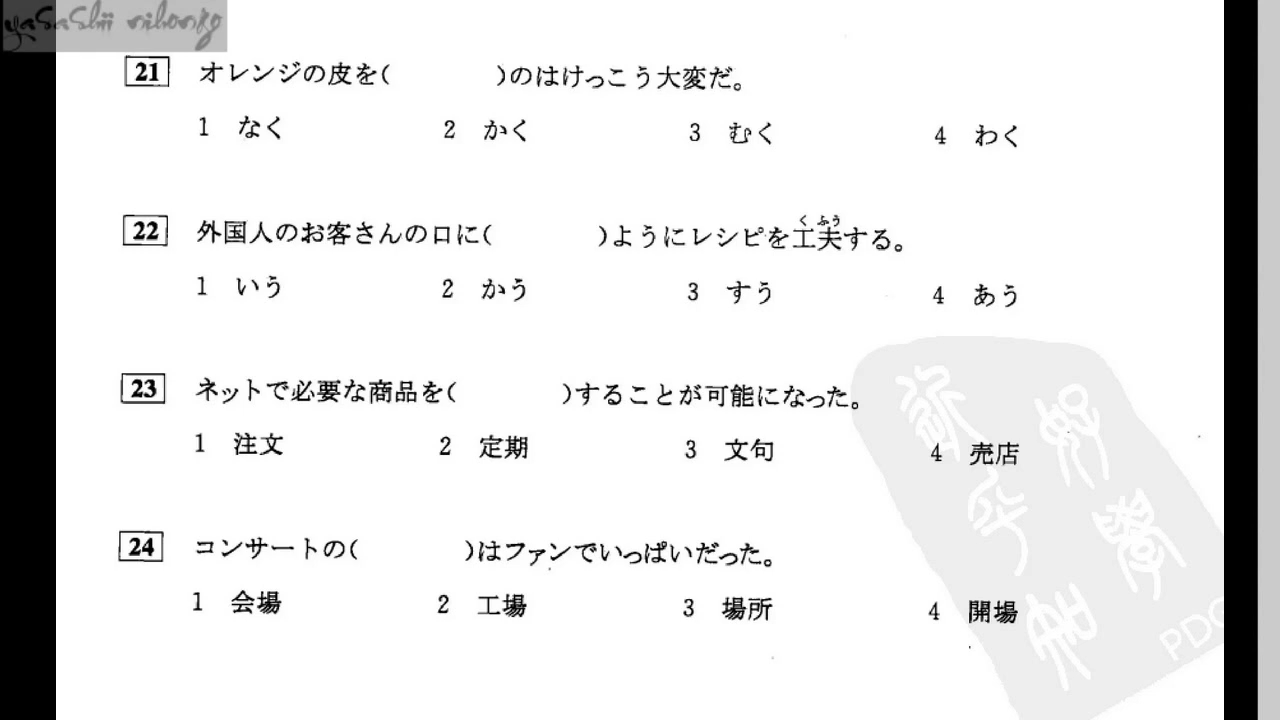 yaSaShii nihongo
21 オレンジの皮を( )のはけっこう大変だ。
1 なく 2 かく 3 むく 4 わく
22 外国人のお客さんの口に( )ようにレシピを工夫する。
くふう
1 いう 2 かう 3 すう 4 あう
23 ネットで必要な商品を( )することが可能になった。
1 注文 2 定期 3 文句 4 売店
24 コンサートの( )はファンでいっぱいだった。
1 会場 2 工場 3 場所 4 開場
PDC